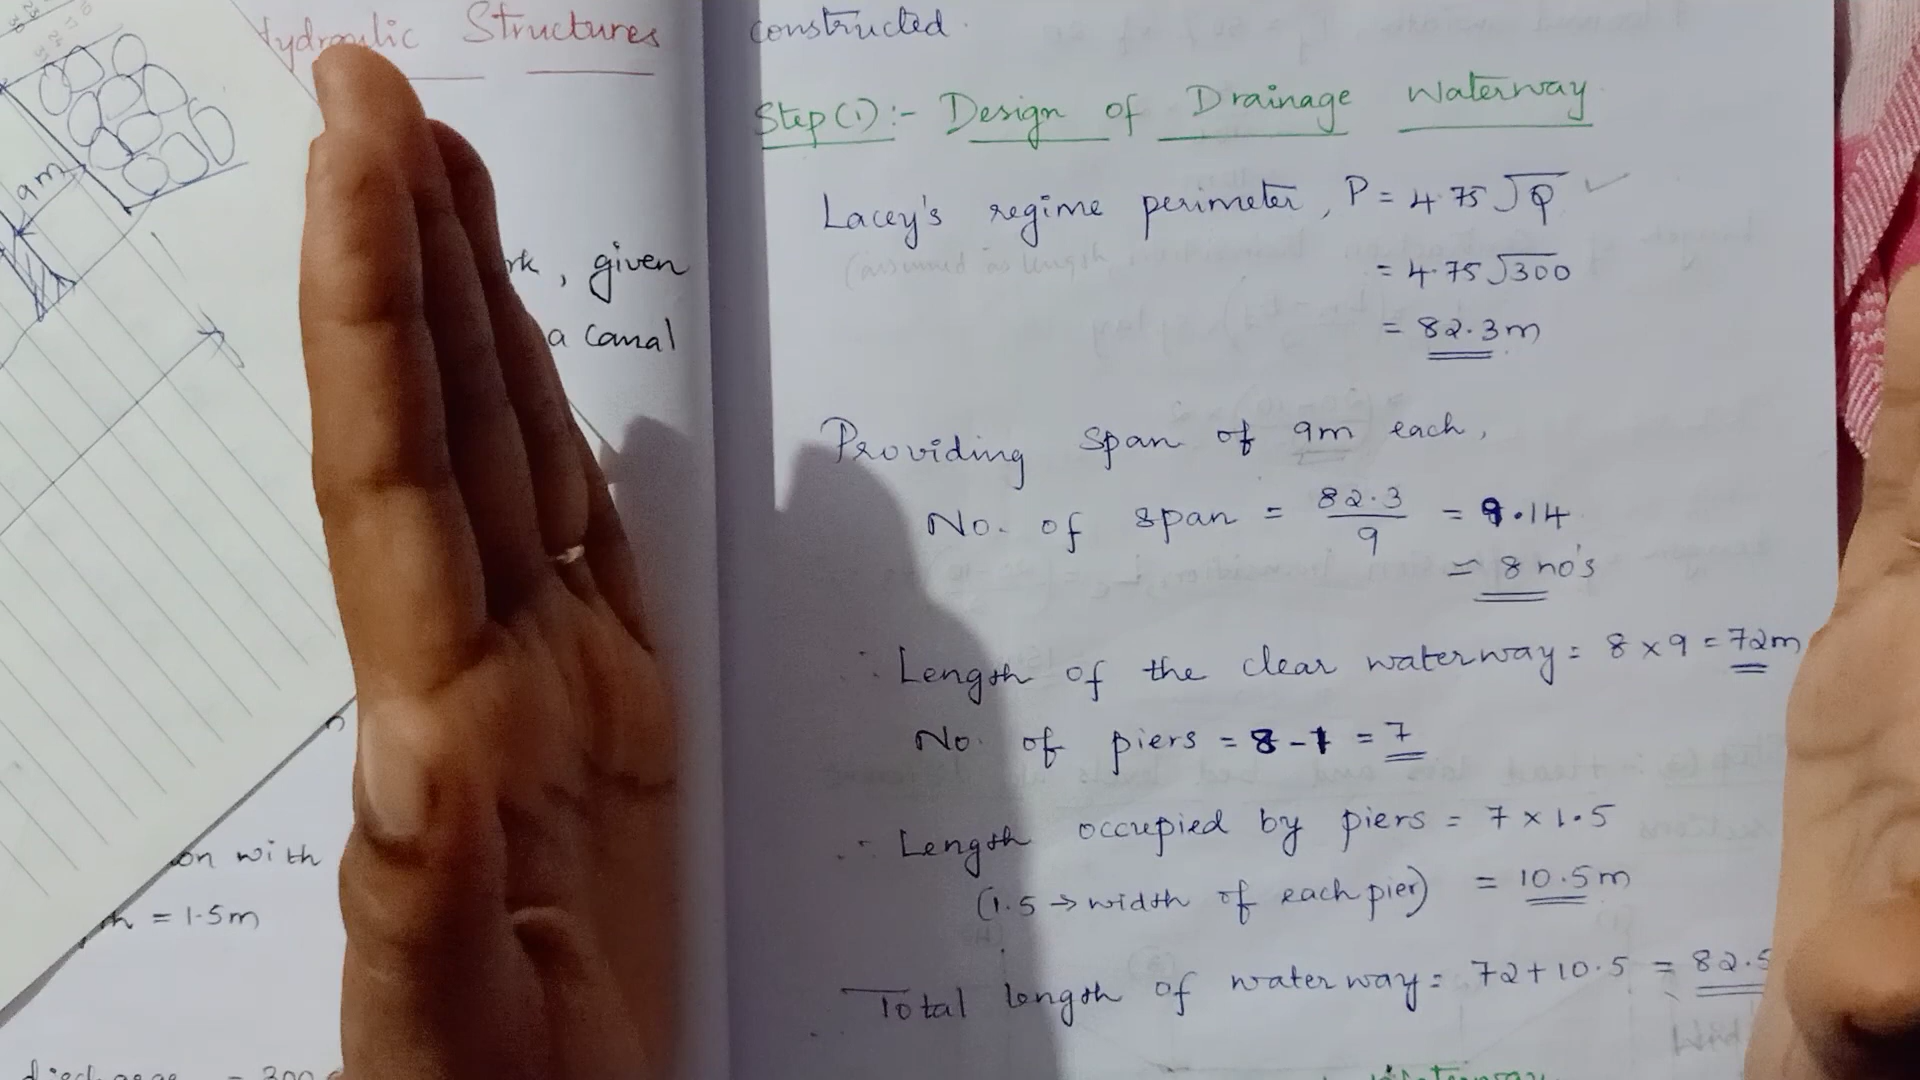 Hydraulic Structures
9m
rk, given
a canal
on with
= 1.5m
discharge = 300
constructed.
Step (1) :- Design of Drainage Waterway
Lacey's regime perimeter, P = 4.75 √Q
= 4.75 √300
= 82.3m
Providing span of 9m each,
No. of span = 82.3/9 = 9.14
= 8 no's
∴ Length of the clear waterway = 8 × 9 = 72m
No. of piers = 8 - 1 = 7
∴ Length occupied by piers = 7 × 1.5
(1.5 → width of each pier) = 10.5m
Total length of waterway = 72 + 10.5 = 82.5